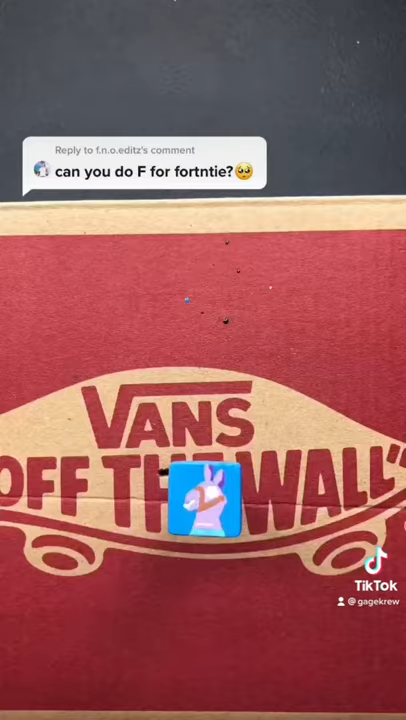 Reply to f.n.o.editz's comment
can you do F for fortntie?🥺
VANS
OFF THE WALL"
TikTok
@gagekrew